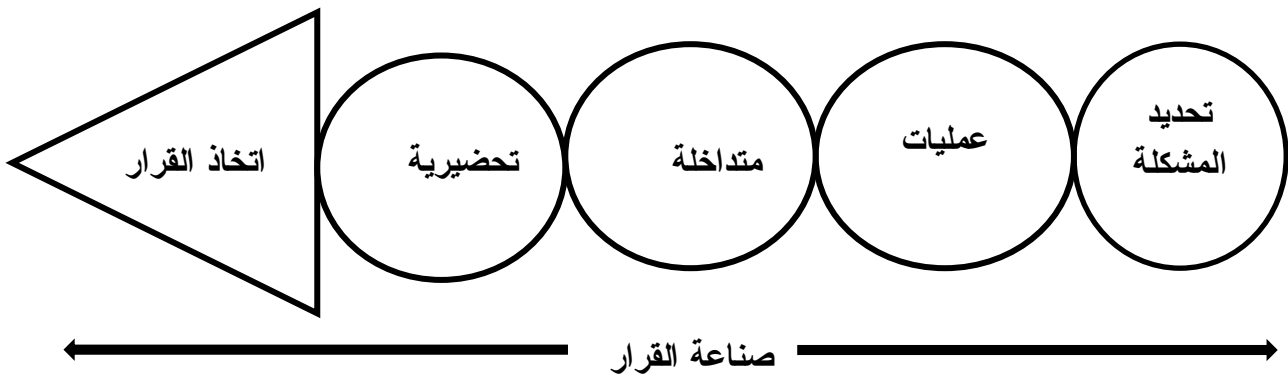 تحديد
المشكلة
عمليات
متداخلة
تحضيرية
اتخاذ القرار
صناعة القرار